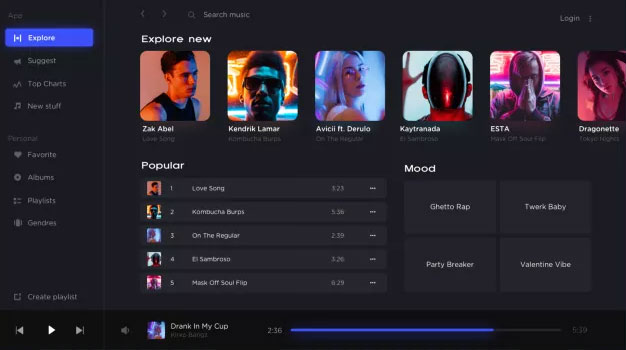 App
Explore
Suggest
Top Charts
New stuff
Personal
Favorite
Albums
Playlists
Gendres
Create playlist
Search music
Login
Explore new
Zak Abel
Love Song
Kendrik Lamar
Kombucha Burps
Avicii ft. Derulo
On The Regular
Kaytranada
El Sambroso
ESTA
Mask Off Soul Flip
Dragonette
Tokyo Nights
Popular
1 Love Song 3:23
2 Kombucha Burps 5:36
3 On The Regular 2:39
4 El Sambroso 3:26
5 Mask Off Soul Flip 6:29
Mood
Ghetto Rap
Twerk Baby
Party Breaker
Valentine Vibe
Drank In My Cup
Kirko Bangz
2:36
5:19